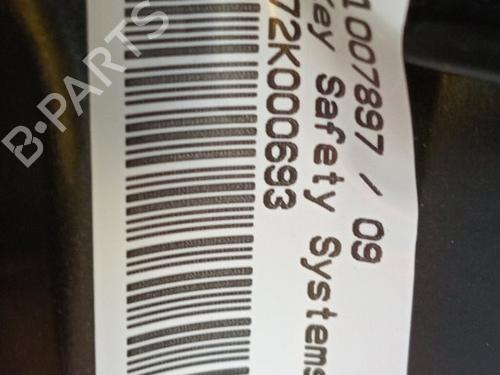 1007897 / 09
Key Safety Systems
72K000693
B-PARTS